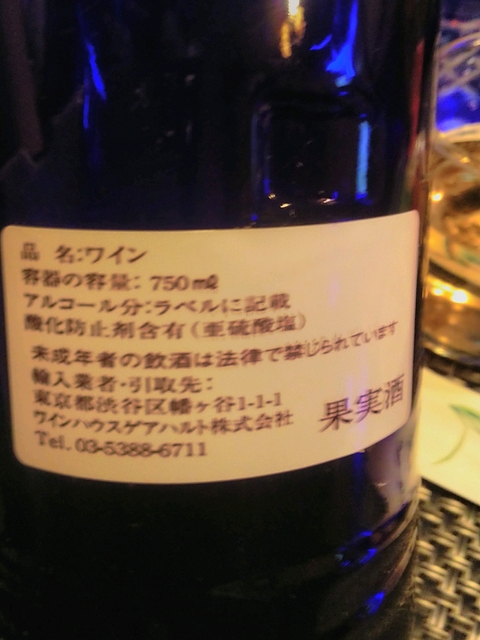 品　名:ワイン
容器の容量: 750㎖
アルコール分:ラベルに記載
酸化防止剤含有(亜硫酸塩)
未成年者の飲酒は法律で禁じられています
輸入業者・引取先:
東京都渋谷区幡ヶ谷1-1-1
ワインハウスゲアハルト株式会社
Tel. 03-5388-6711
果実酒